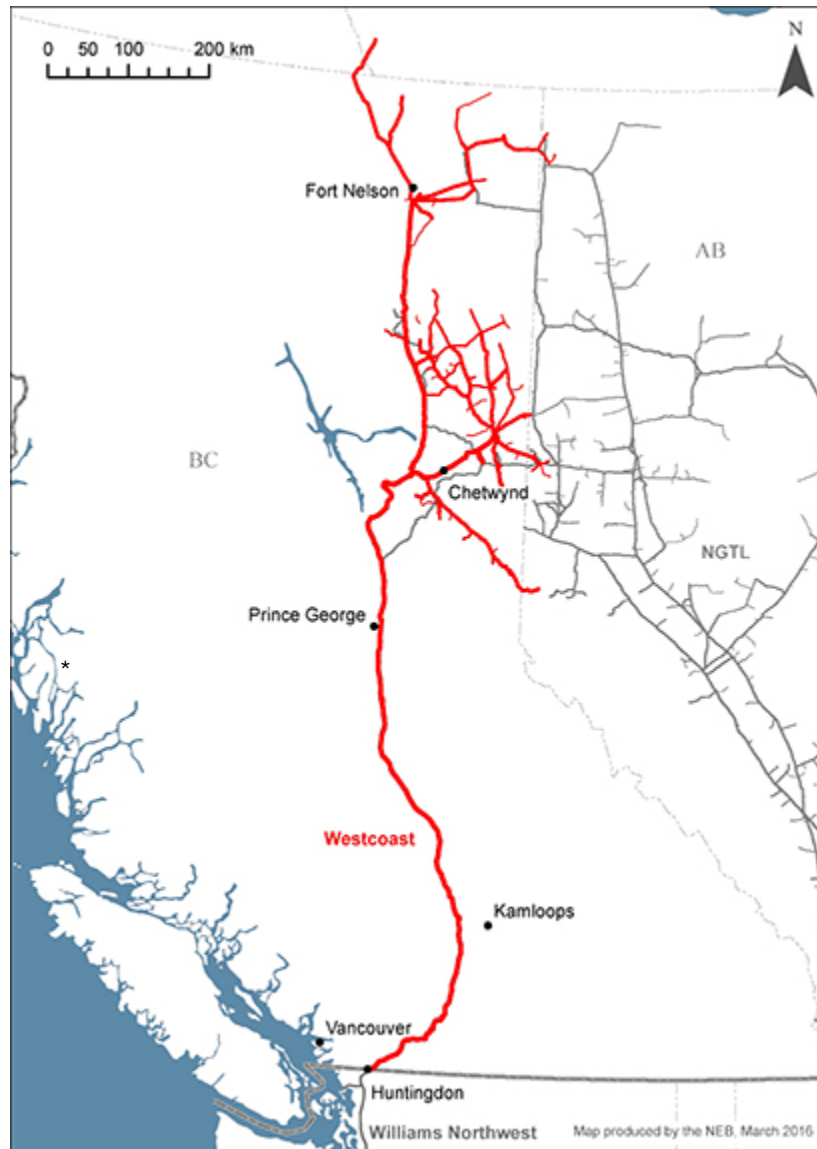 0 50 100 200 km
N
Fort Nelson
AB
BC
Chetwynd
NGTL
Prince George
*
Westcoast
Kamloops
Vancouver
Huntingdon
Williams Northwest
Map produced by the NEB, March 2016